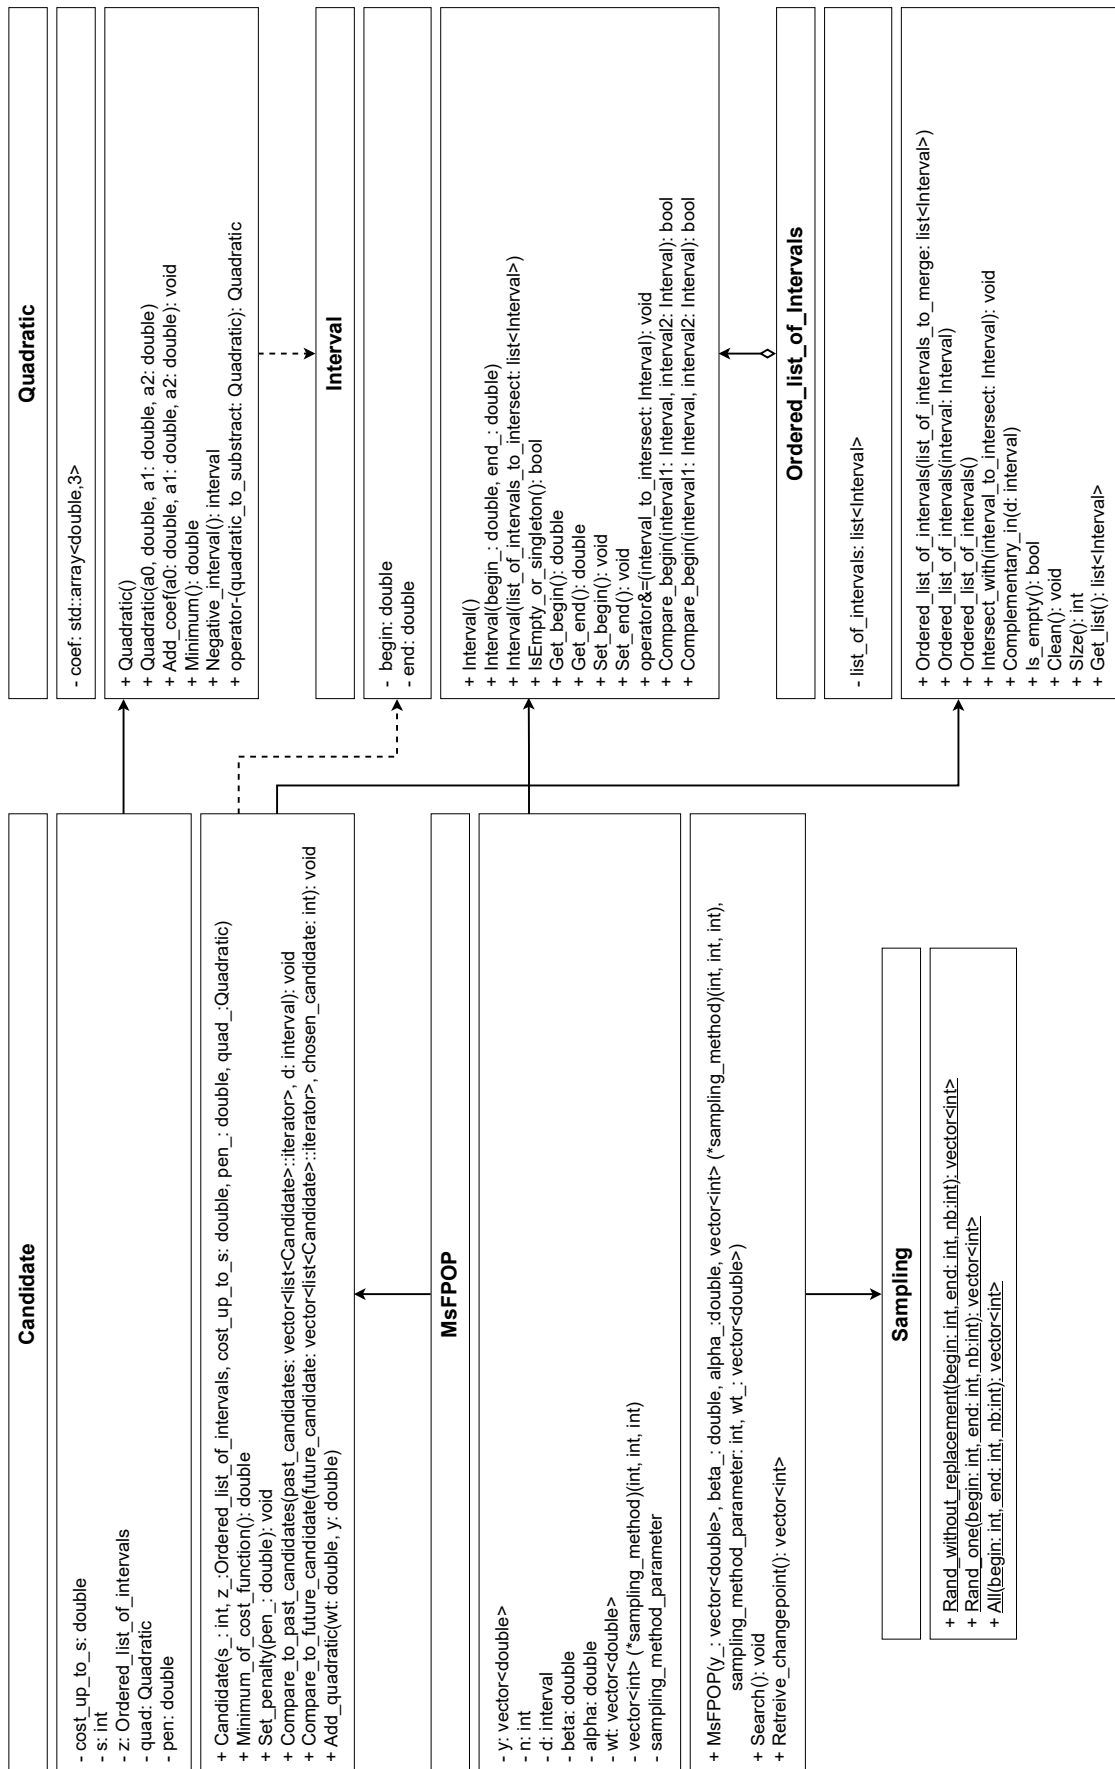 Candidate
- cost_up_to_s: double
- s: int
- z: Ordered_list_of_intervals
- quad: Quadratic
- pen: double
+ Candidate(s_: int, z_:Ordered_list_of_intervals, cost_up_to_s: double, pen_: double, quad_:Quadratic)
+ Minimum_of_cost_function(): double
+ Set_penalty(pen_: double): void
+ Compare_to_past_candidates(past_candidates: vector<list<Candidate>::iterator>, d: interval): void
+ Compare_to_future_candidate(future_candidate: vector<list<Candidate>::iterator>, chosen_candidate: int): void
+ Add_quadratic(wt: double, y: double)
MsFPOP
- y: vector<double>
- n: int
- d: interval
- beta: double
- alpha: double
- wt: vector<double>
- vector<int> (*sampling_method)(int, int, int)
- sampling_method_parameter
+ MsFPOP(y_: vector<double>, beta_: double, alpha_:double, vector<int> (*sampling_method)(int, int, int),
sampling_method_parameter: int, wt_: vector<double>)
+ Search(): void
+ Retreive_changepoint(): vector<int>
Sampling
+ Rand_without_replacement(begin: int, end: int, nb:int): vector<int>
+ Rand_one(begin: int, end: int, nb:int): vector<int>
+ All(begin: int, end: int, nb:int): vector<int>
Quadratic
- coef: std::array<double,3>
+ Quadratic()
+ Quadratic(a0, double, a1: double, a2: double)
+ Add_coef(a0: double, a1: double, a2: double): void
+ Minimum(): double
+ Negative_interval(): interval
+ operator-(quadratic_to_substract: Quadratic): Quadratic
Interval
- begin: double
- end: double
+ Interval()
+ Interval(begin_: double, end_: double)
+ Interval(list_of_intervals_to_intersect: list<Interval>)
+ IsEmpty_or_singleton(): bool
+ Get_begin(): double
+ Get_end(): double
+ Set_begin(): void
+ Set_end(): void
+ operator&=(interval_to_intersect: Interval): void
+ Compare_begin(interval1: Interval, interval2: Interval): bool
+ Compare_begin(interval1: Interval, interval2: Interval): bool
Ordered_list_of_Intervals
- list_of_intervals: list<Interval>
+ Ordered_list_of_intervals(list_of_intervals_to_merge: list<Interval>)
+ Ordered_list_of_intervals(interval: Interval)
+ Ordered_list_of_intervals()
+ Intersect_with(interval_to_intersect: Interval): void
+ Complementary_in(d: interval)
+ Is_empty(): bool
+ Clean(): void
+ SIze(): int
+ Get_list(): list<Interval>